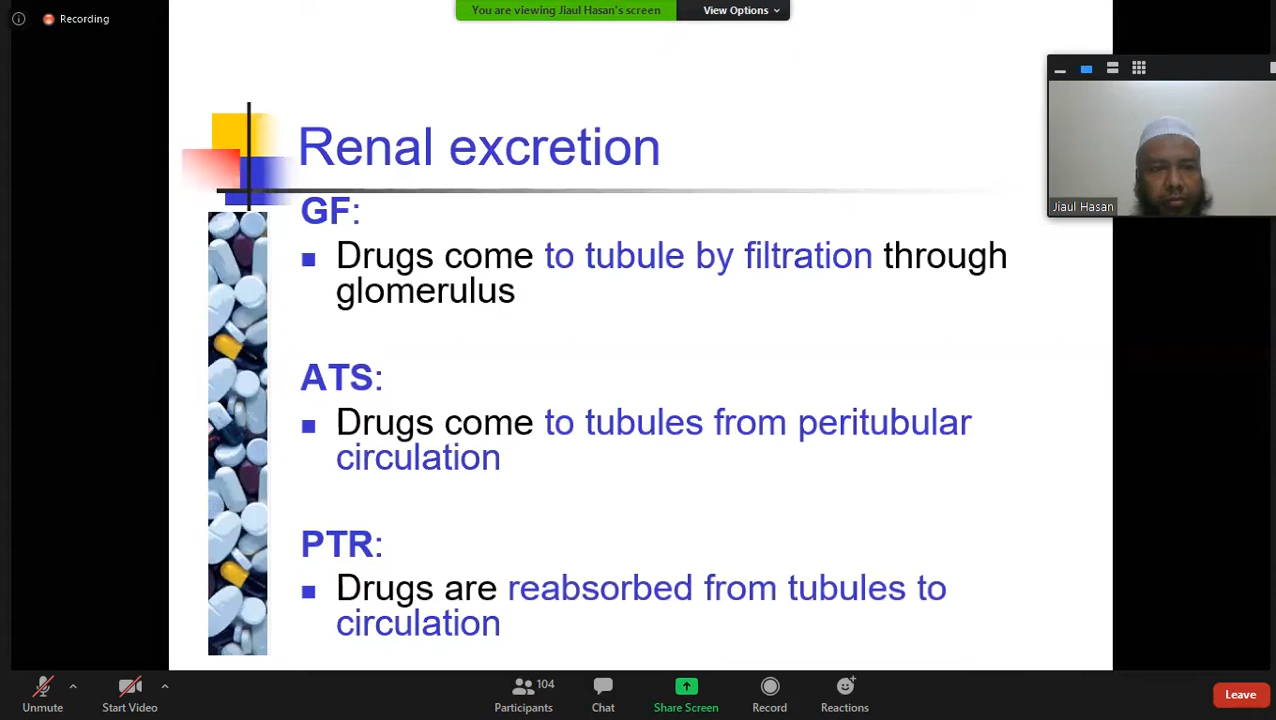 Recording
You are viewing Jiaul Hasan's screen
View Options
Renal excretion
GF:
Drugs come to tubule by filtration through
glomerulus
ATS:
Drugs come to tubules from peritubular
circulation
PTR:
Drugs are reabsorbed from tubules to
circulation
Jiaul Hasan
Unmute
Start Video
104
Participants
Chat
Share Screen
Record
Reactions
Leave